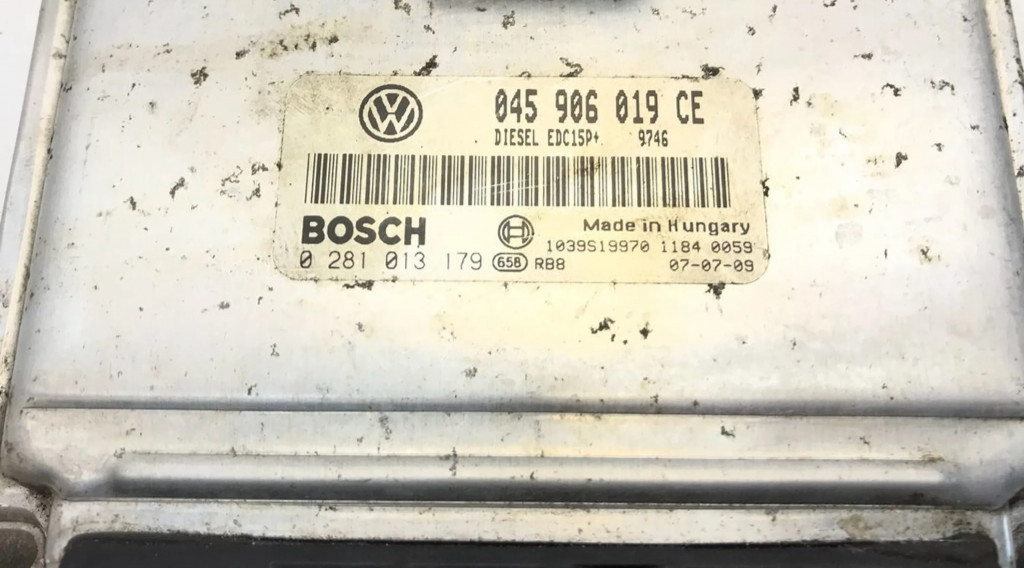 045 906 019 CE
DIESEL EDC15P+ 9746
BOSCH
Made in Hungary
1039S19970 1184 0059
0 281 013 179 65B RB8 07-07-09